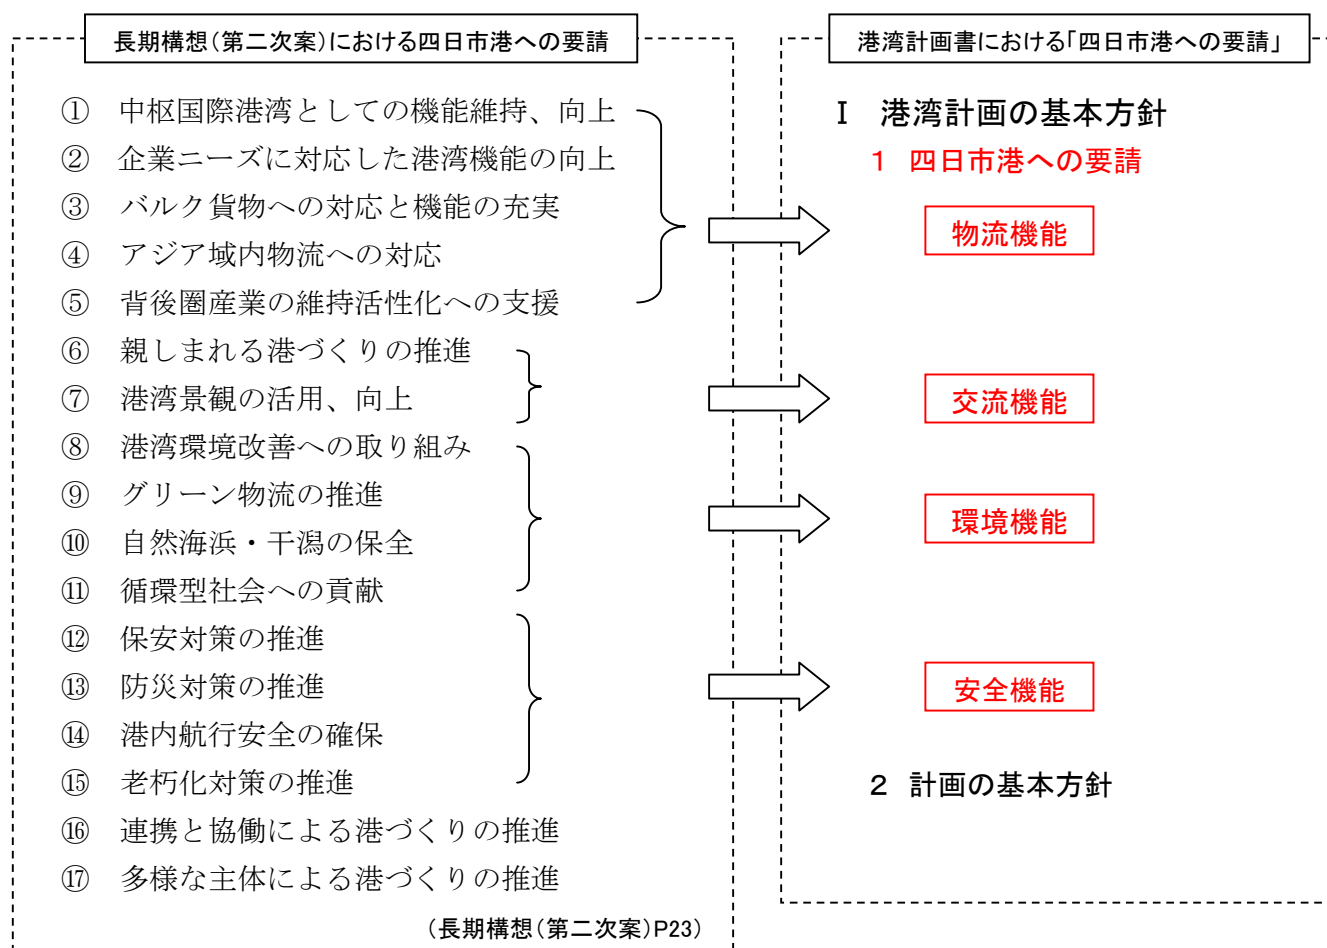 長期構想(第二次案)における四日市港への要請
① 中枢国際港湾としての機能維持、向上
② 企業ニーズに対応した港湾機能の向上
③ バルク貨物への対応と機能の充実
④ アジア域内物流への対応
⑤ 背後圏産業の維持活性化への支援
⑥ 親しまれる港づくりの推進
⑦ 港湾景観の活用、向上
⑧ 港湾環境改善への取り組み
⑨ グリーン物流の推進
⑩ 自然海浜・干潟の保全
⑪ 循環型社会への貢献
⑫ 保安対策の推進
⑬ 防災対策の推進
⑭ 港内航行安全の確保
⑮ 老朽化対策の推進
⑯ 連携と協働による港づくりの推進
⑰ 多様な主体による港づくりの推進
(長期構想(第二次案)P23)
港湾計画書における「四日市港への要請」
Ⅰ 港湾計画の基本方針
1 四日市港への要請
物流機能
交流機能
環境機能
安全機能
2 計画の基本方針